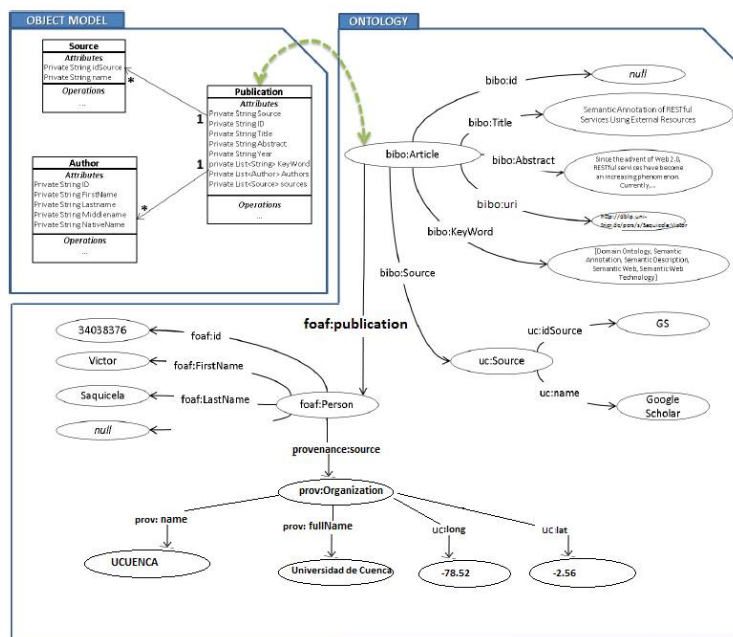 OBJECT MODEL
Source
Attributes
Private String idSource
Private String name
Operations
...
*
1
Publication
Attributes
Private String Source
Private String ID
Private String Title
Private String Abstract
Private String Year
private List<String> KeyWord
Private List<Author> Authors
Private List<Source> sources
Operations
...
1
*
Author
Attributes
Private String ID
Private String FirstName
Private String Lastname
Private String Middlename
Private String NativeName
Operations
...
ONTOLOGY
bibo:Article
bibo:id
null
bibo:Title
Semantic Annotation of RESTful
Services Using External Resources
bibo:Abstract
Since the advent of Web 2.0,
RESTful services have become
an increasing phenomenon.
Currently,...
bibo:uri
bibo:KeyWord
[Domain Ontology, Semantic
Annotation, Semantic Description,
Semantic Web, Semantic Web
Technology]
bibo:Source
foaf:publication
uc:Source
uc:idSource
GS
uc:name
Google
Scholar
34038376
foaf:id
Victor
foaf:FirstName
Saquicela
foaf:LastName
null
foaf:Person
provenance:source
prov:Organization
prov: name
UCUENCA
prov: fullName
Universidad de Cuenca
uc:long
-78.52
uc:lat
-2.56